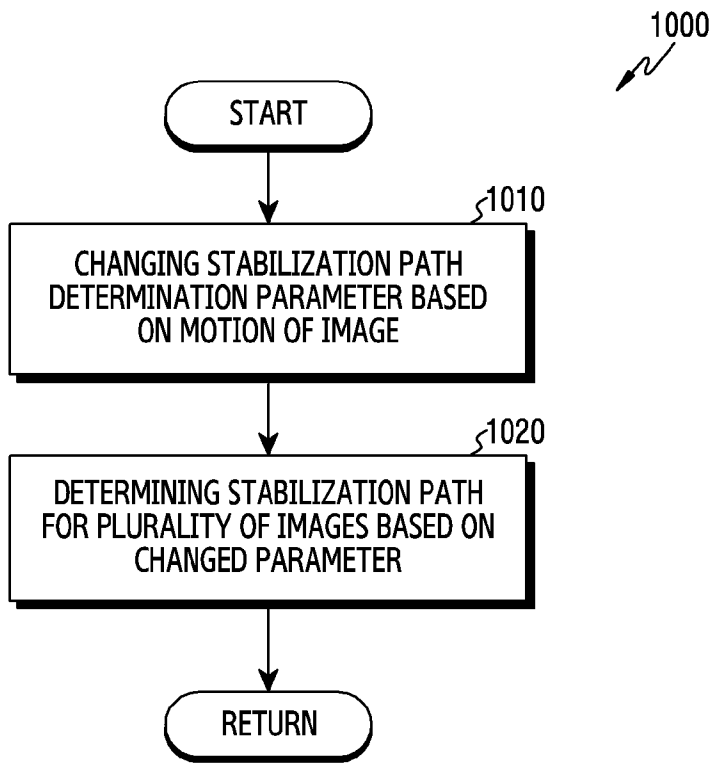 1000
START
1010
CHANGING STABILIZATION PATH
DETERMINATION PARAMETER BASED
ON MOTION OF IMAGE
1020
DETERMINING STABILIZATION PATH
FOR PLURALITY OF IMAGES BASED ON
CHANGED PARAMETER
RETURN